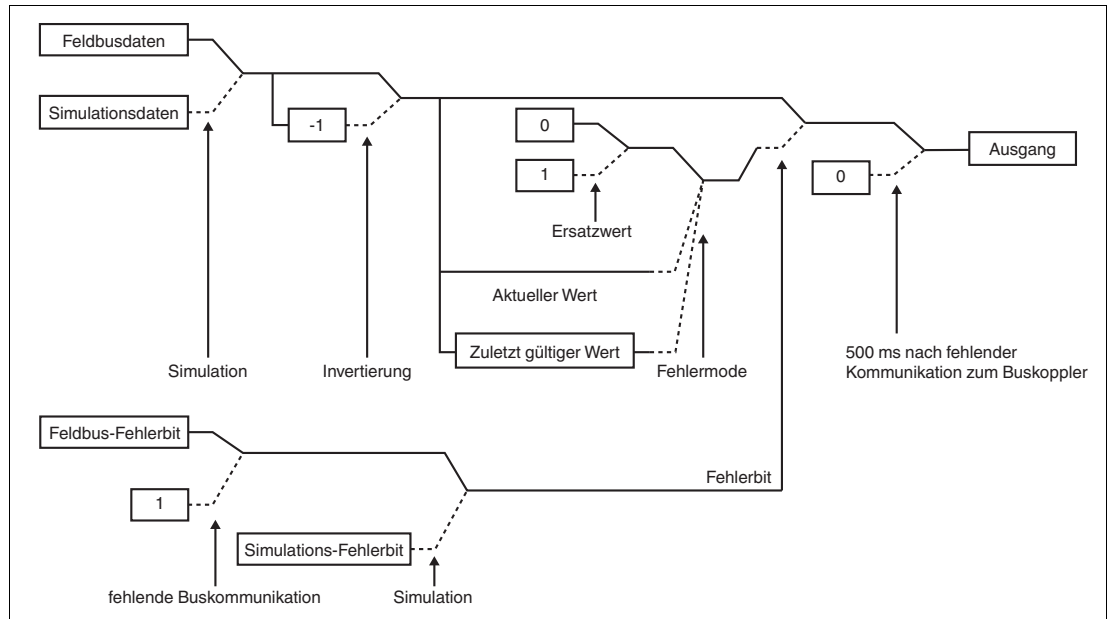 Feldbusdaten
Simulationsdaten
-1
0
1
0
Ausgang
Ersatzwert
Aktueller Wert
Zuletzt gültiger Wert
Simulation
Invertierung
Fehlermode
500 ms nach fehlender
Kommunikation zum Buskoppler
Feldbus-Fehlerbit
1
Fehlerbit
Simulations-Fehlerbit
fehlende Buskommunikation
Simulation